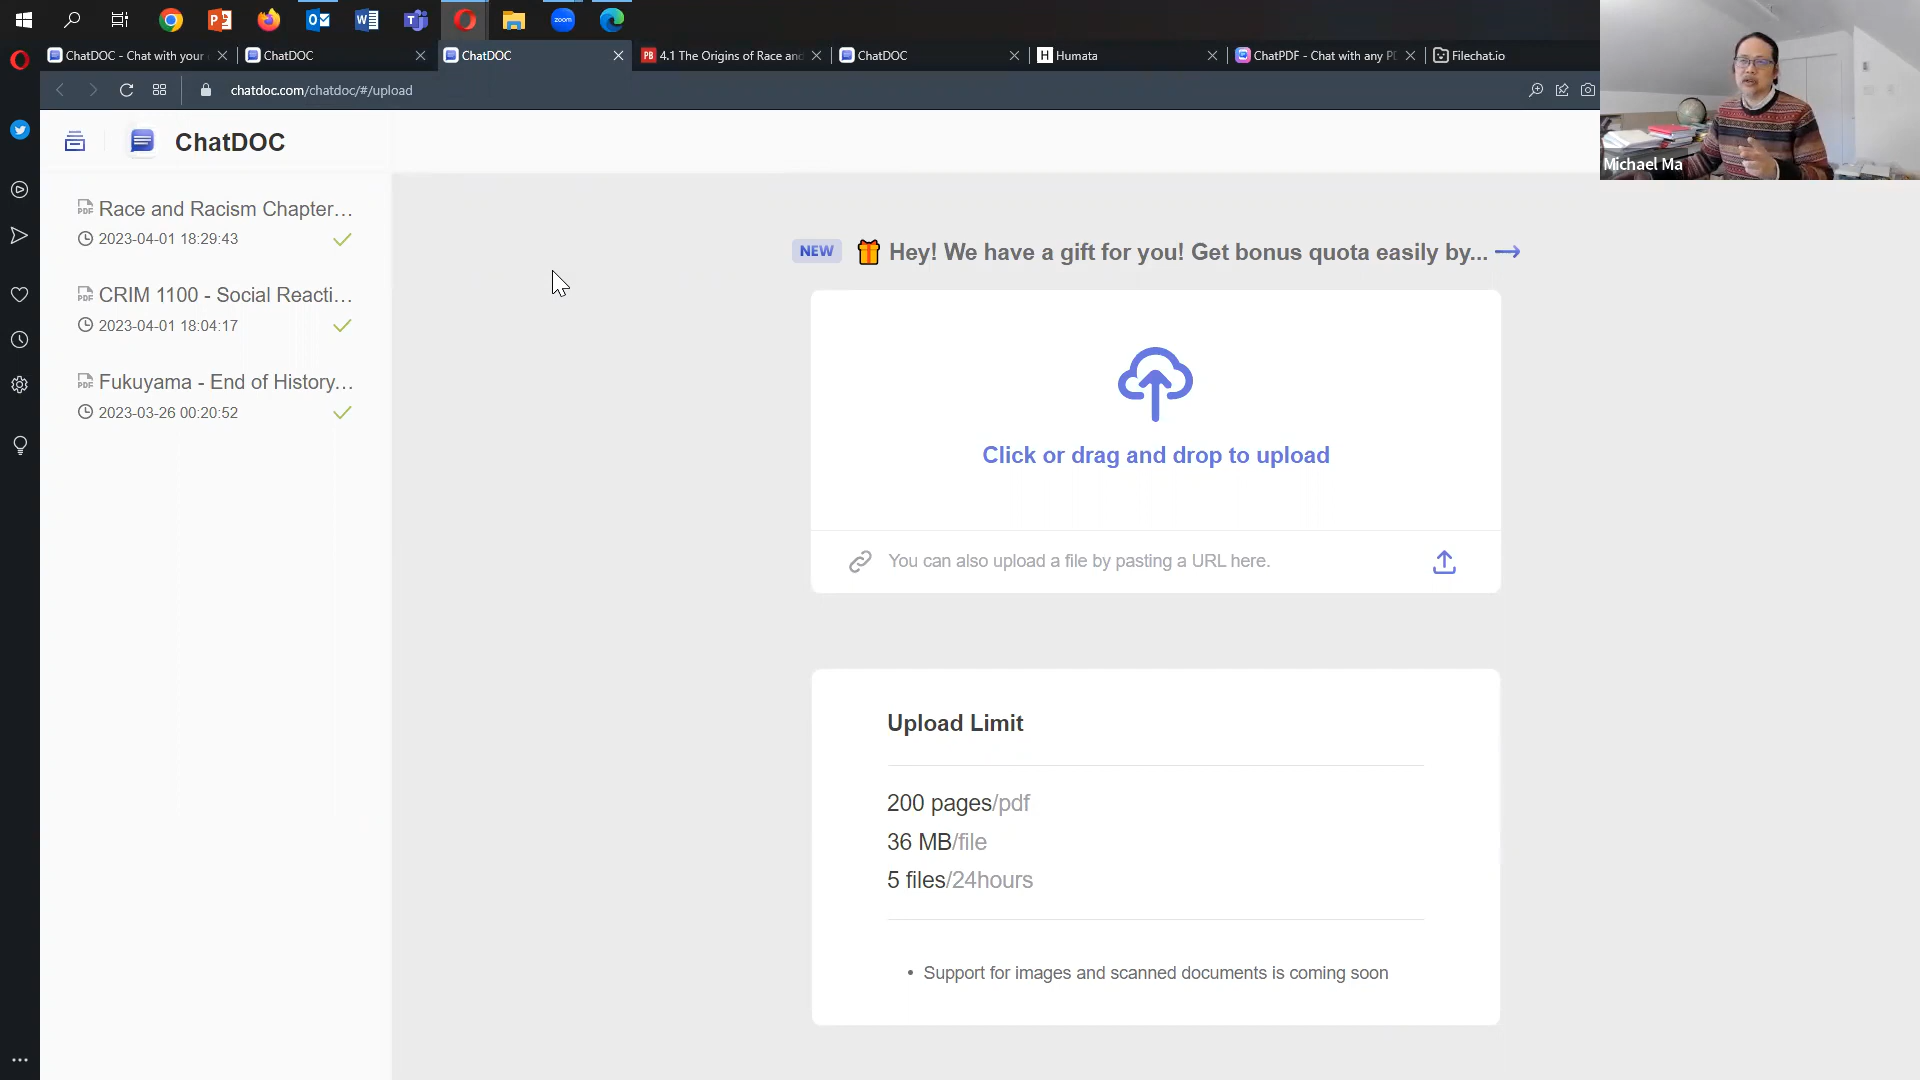 ChatDOC - Chat with your
ChatDOC
ChatDOC
4.1 The Origins of Race and
ChatDOC
Humata
ChatPDF - Chat with any P
Filechat.io
chatdoc.com/chatdoc/#/upload
Michael Ma
ChatDOC
Race and Racism Chapter...
2023-04-01 18:29:43
CRIM 1100 - Social Reacti...
2023-04-01 18:04:17
Fukuyama - End of History...
2023-03-26 00:20:52
NEW Hey! We have a gift for you! Get bonus quota easily by...
Click or drag and drop to upload
You can also upload a file by pasting a URL here.
Upload Limit
200 pages/pdf
36 MB/file
5 files/24hours
• Support for images and scanned documents is coming soon